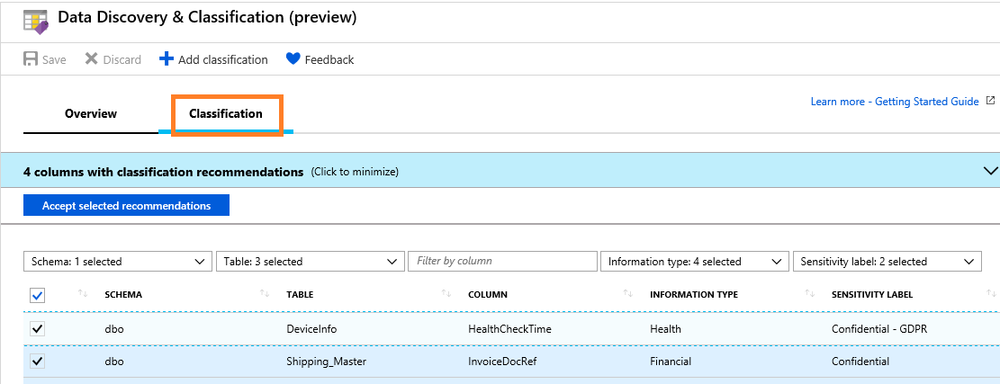 Data Discovery & Classification (preview)
Save Discard Add classification Feedback
Overview Classification Learn more - Getting Started Guide
4 columns with classification recommendations (Click to minimize)
Accept selected recommendations
Schema: 1 selected Table: 3 selected Filter by column Information type: 4 selected Sensitivity label: 2 selected
SCHEMA TABLE COLUMN INFORMATION TYPE SENSITIVITY LABEL
dbo DeviceInfo HealthCheckTime Health Confidential - GDPR
dbo Shipping_Master InvoiceDocRef Financial Confidential